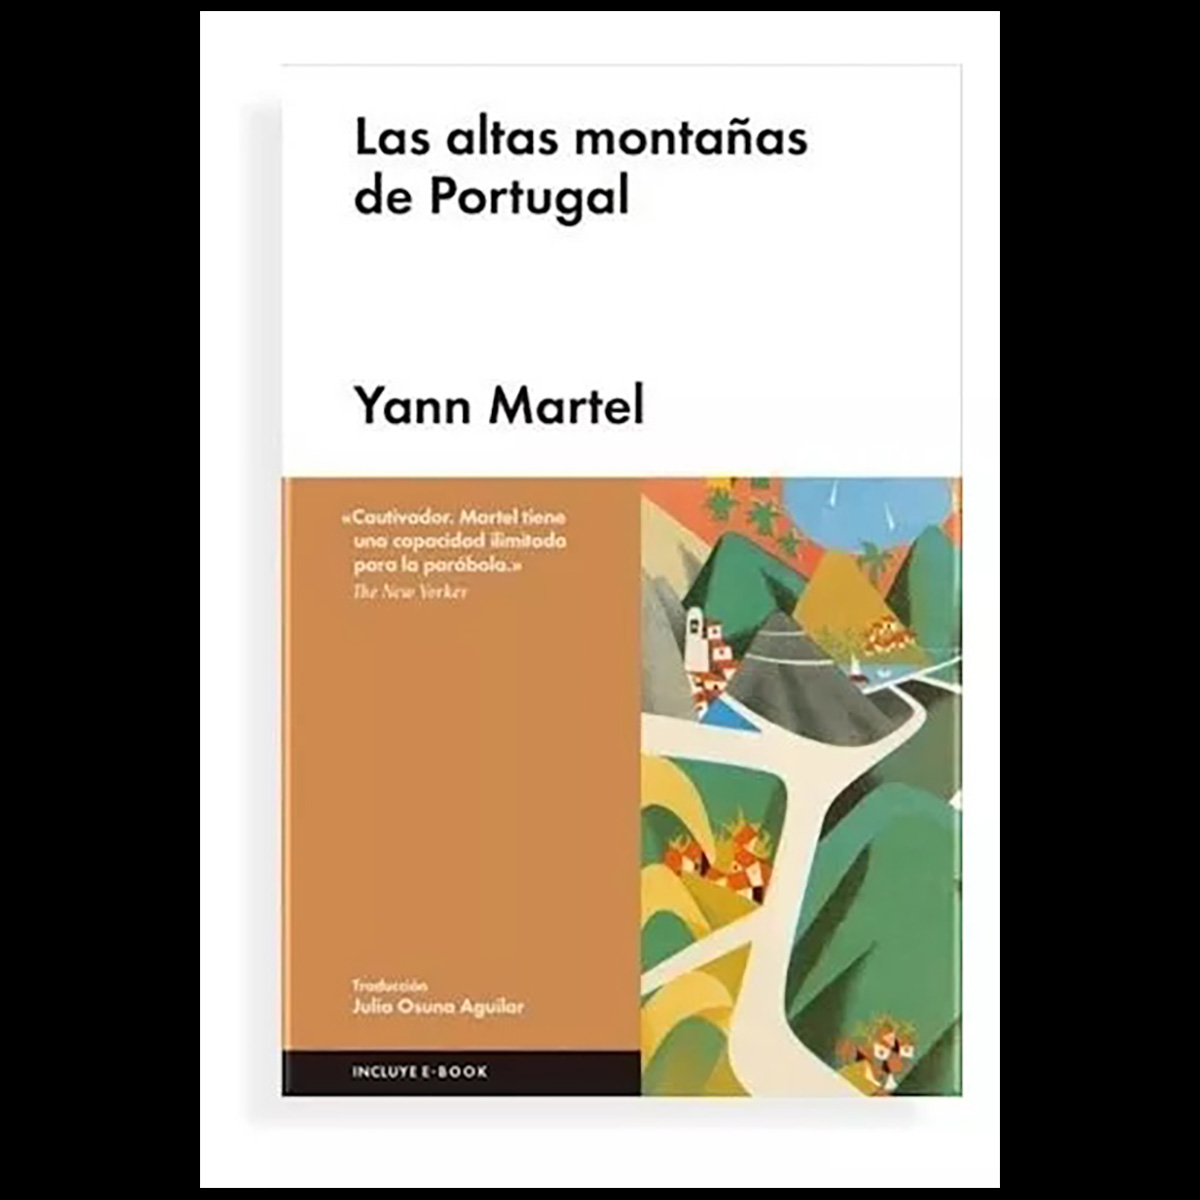 Las altas montañas
de Portugal
Yann Martel
«Cautivador. Martel tiene
una capacidad ilimitada
para la parábola.»
The New Yorker
Traducción
Julia Osuna Aguilar
INCLUYE E-BOOK